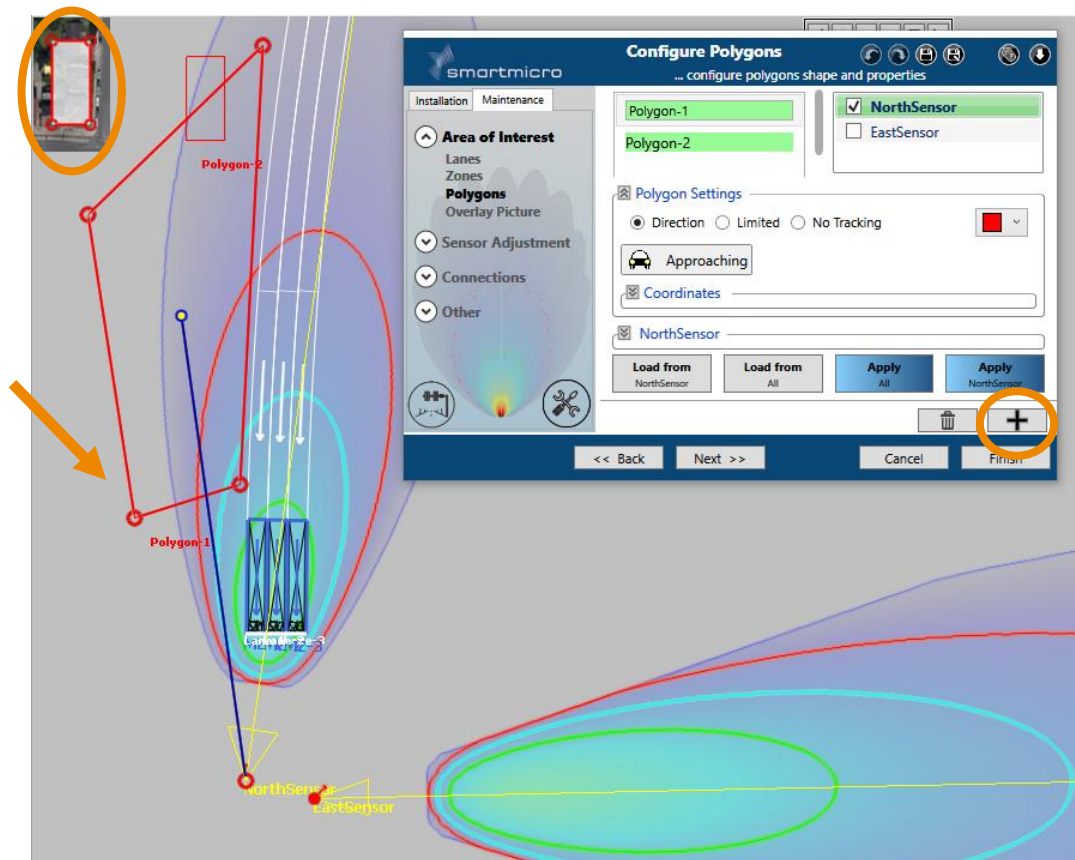 Configure Polygons
... configure polygons shape and properties
smartmicro
Installation Maintenance
Area of Interest
Lanes
Zones
Polygons
Overlay Picture
Sensor Adjustment
Connections
Other
Polygon-1
Polygon-2
NorthSensor
EastSensor
Polygon Settings
Direction Limited No Tracking
Approaching
Coordinates
NorthSensor
Load from
NorthSensor
Load from
All
Apply
All
Apply
NorthSensor
<< Back Next >> Cancel Finish
Polygon-2
Polygon-1
NorthSensor
EastSensor